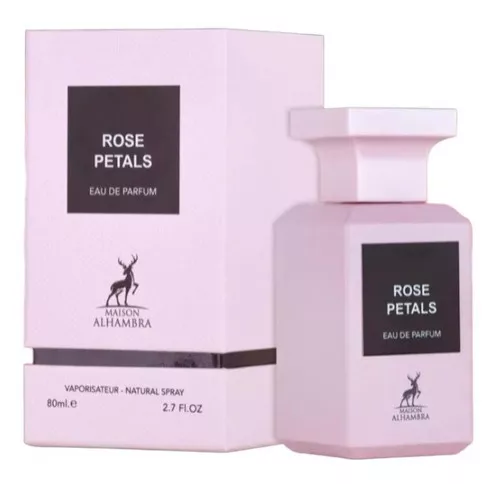 ROSE
PETALS
EAU DE PARFUM
MAISON
ALHAMBRA
VAPORISATEUR - NATURAL SPRAY
80ml.e 2.7 Fl.OZ
ROSE
PETALS
EAU DE PARFUM
MAISON
ALHAMBRA